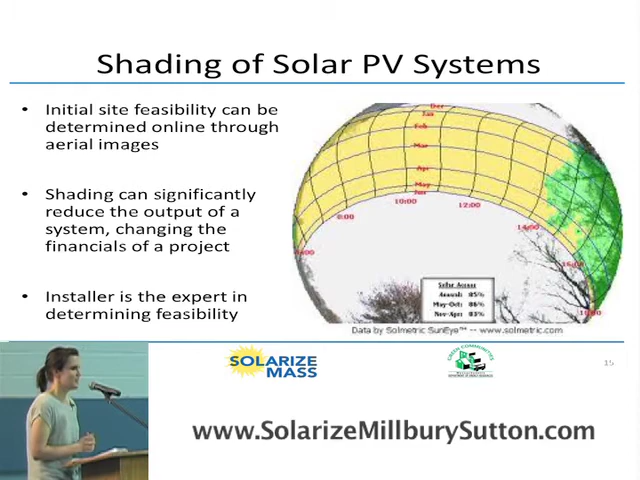 Shading of Solar PV Systems
• Initial site feasibility can be
determined online through
aerial images
• Shading can significantly
reduce the output of a
system, changing the
financials of a project
• Installer is the expert in
determining feasibility
Dec
Jan
Feb
Mar
Apr
May
Jun
8:00
10:00
12:00
14:00
16:00
Solar Access
Annual: 85%
May-Oct: 86%
Nov-Apr: 83%
Data by Solmetric SunEye™ -- www.solmetric.com
SOLARIZE
MASS
GREEN COMMUNITIES
15
www.SolarizeMillburySutton.com